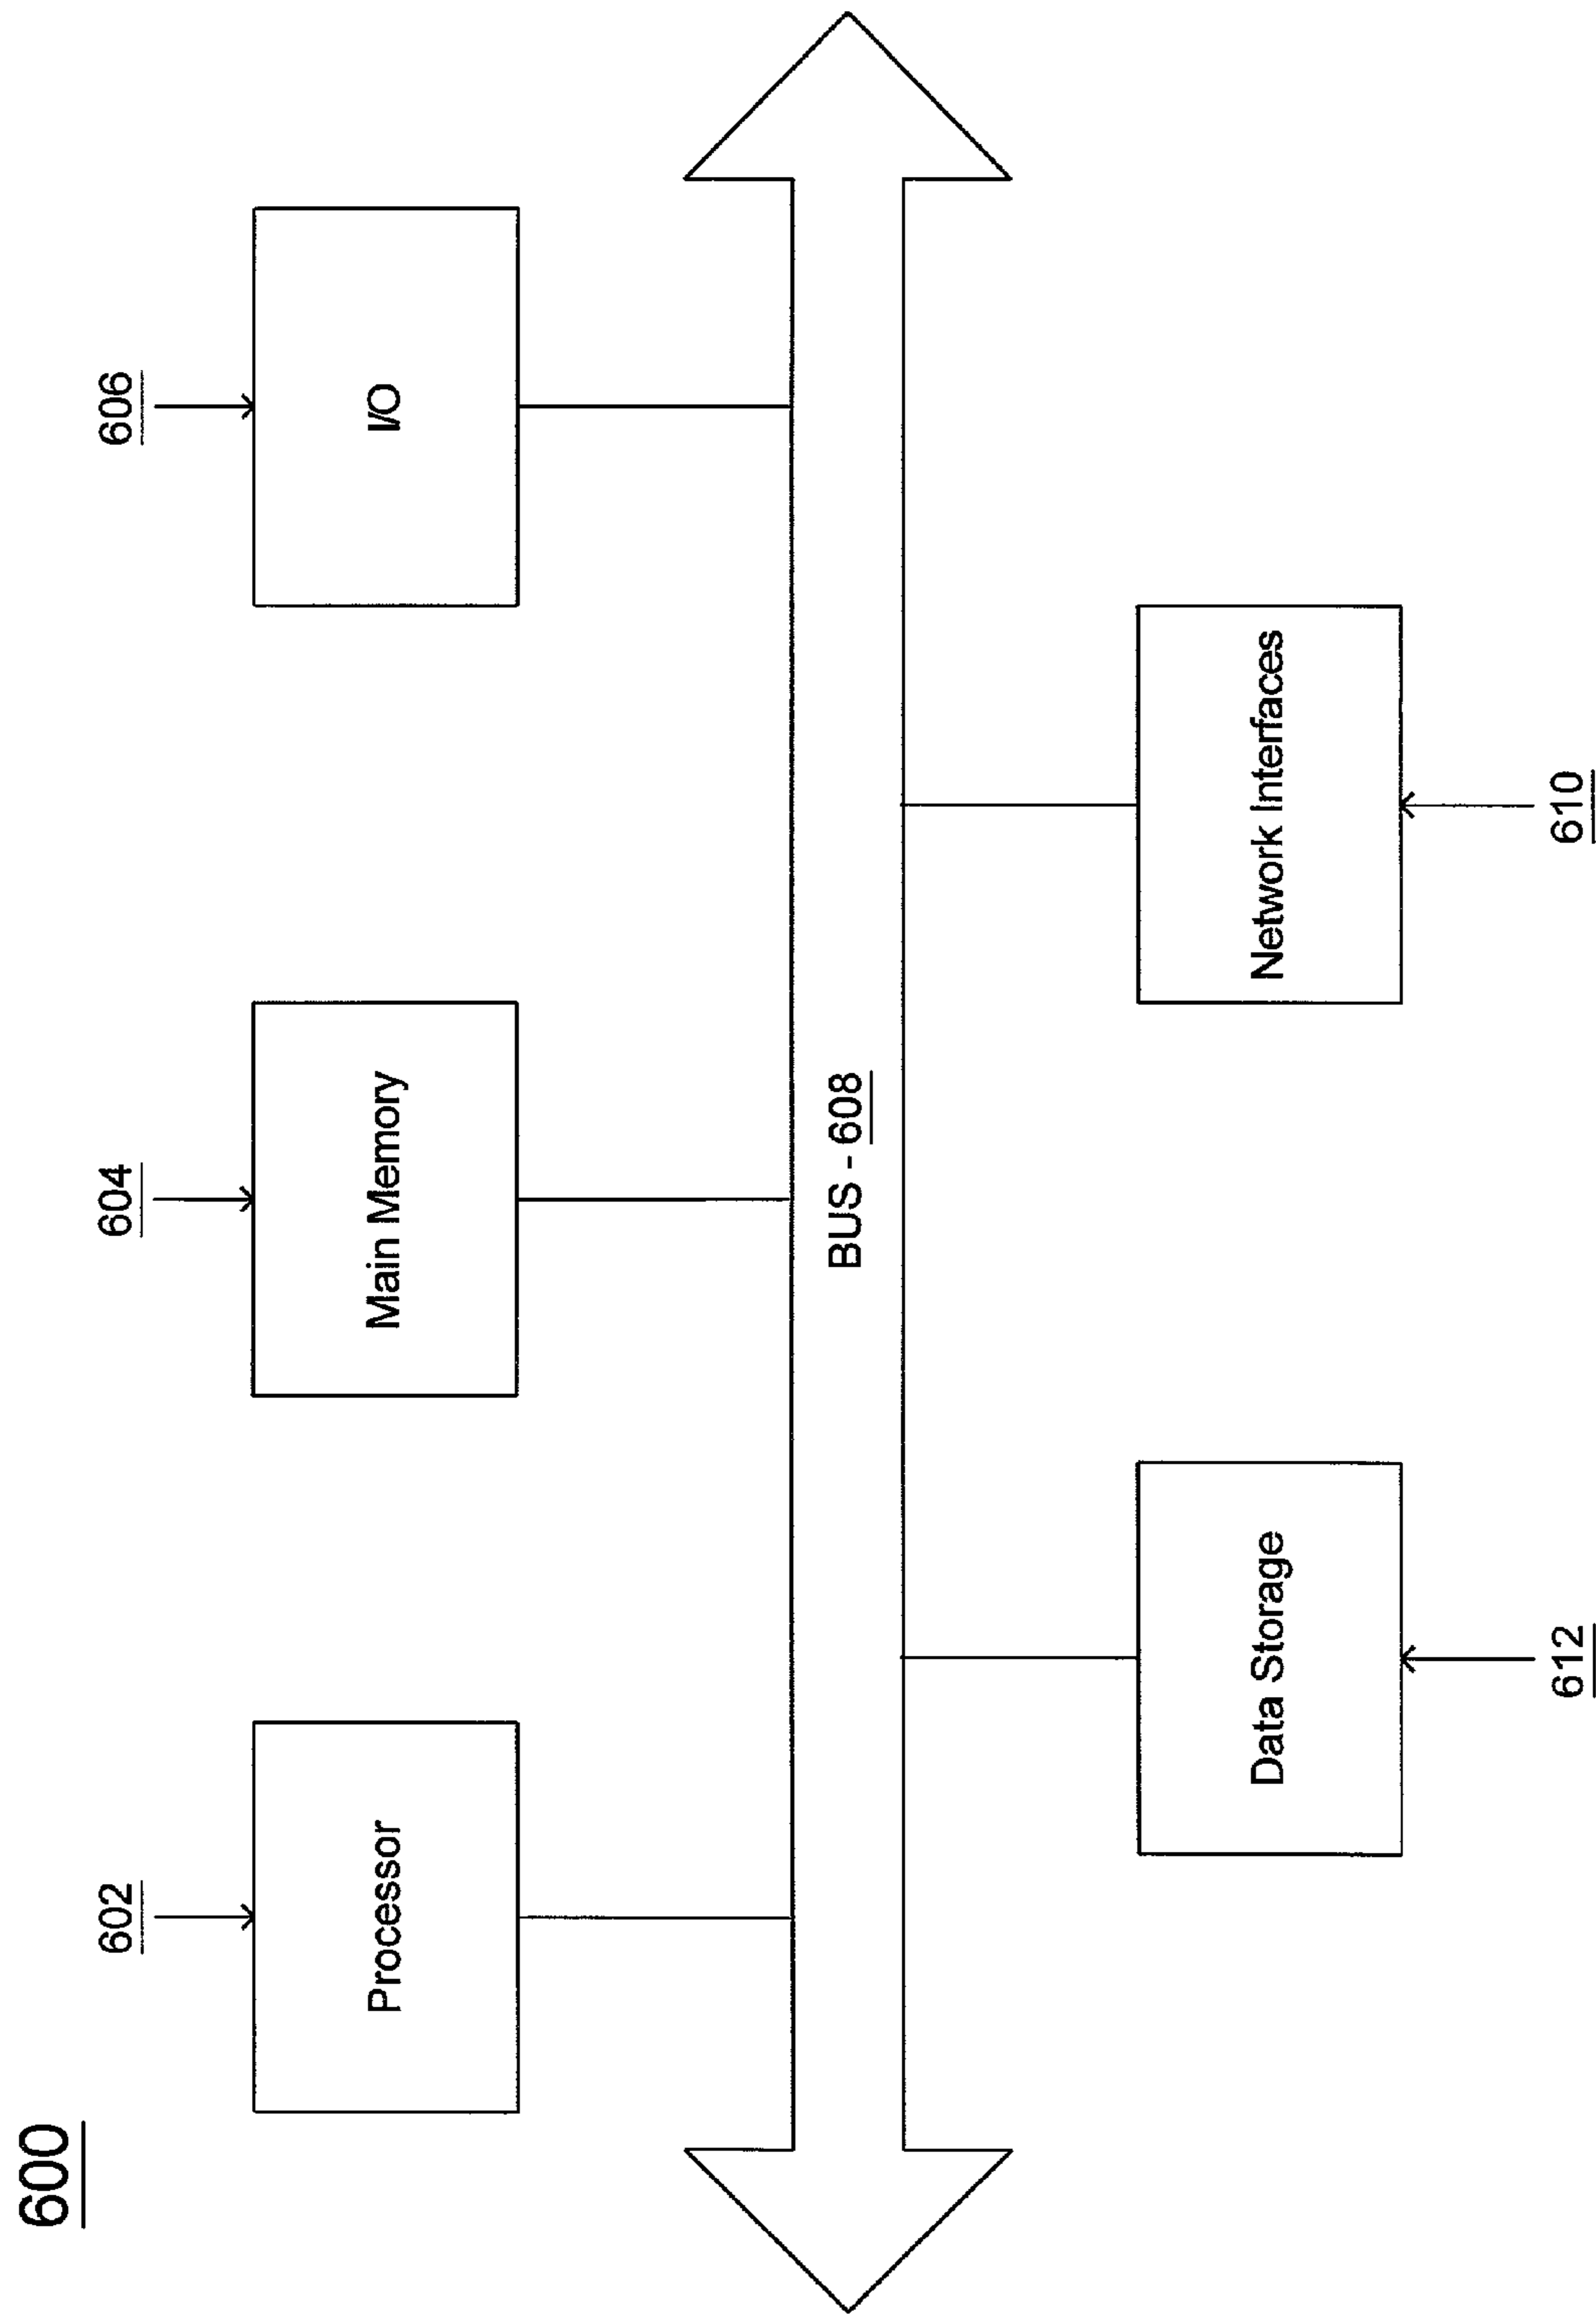 600
602
604
606
Processor
Main Memory
I/O
BUS - 608
Data Storage
Network Interfaces
612
610